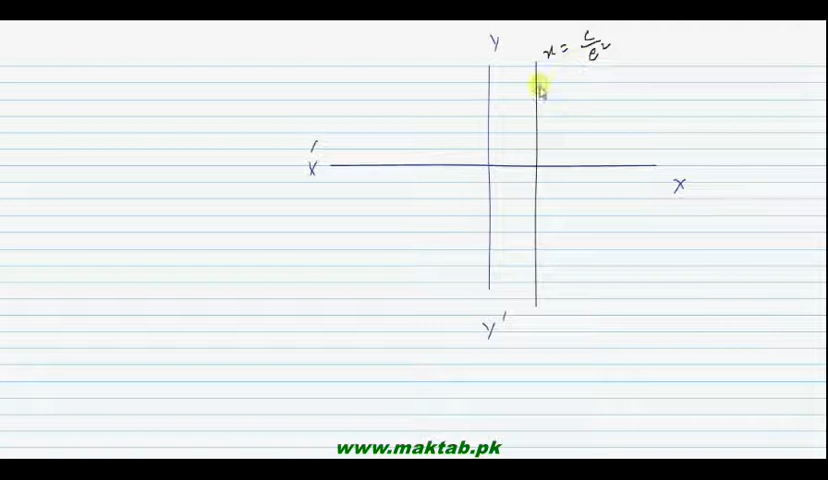 y
x = c/e²
x'
x
y'
www.maktab.pk